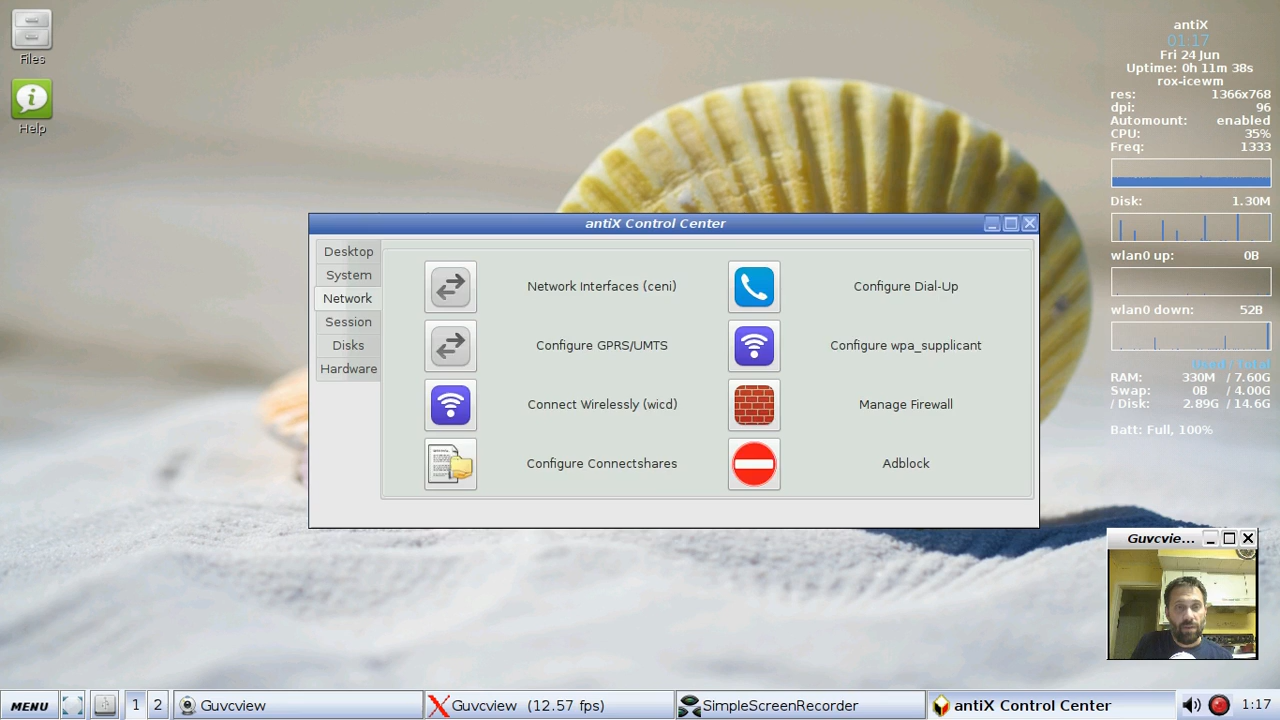 Files
Help
antiX
01:17
Fri 24 Jun
Uptime: 0h 11m 38s
rox-icewm
res: 1366x768
dpi: 96
Automount: enabled
CPU: 35%
Freq: 1333
Disk: 1.30M
wlan0 up: 0B
wlan0 down: 52B
Used / Total
RAM: 330M / 7.60G
Swap: 0B / 4.00G
/ Disk: 2.89G / 14.6G
Batt: Full, 100%
antiX Control Center
Desktop
System
Network
Session
Disks
Hardware
Network Interfaces (ceni)
Configure Dial-Up
Configure GPRS/UMTS
Configure wpa_supplicant
Connect Wirelessly (wicd)
Manage Firewall
Configure Connectshares
Adblock
Guvcvie...
MENU
1
2
Guvcview
Guvcview (12.57 fps)
SimpleScreenRecorder
antiX Control Center
1:17